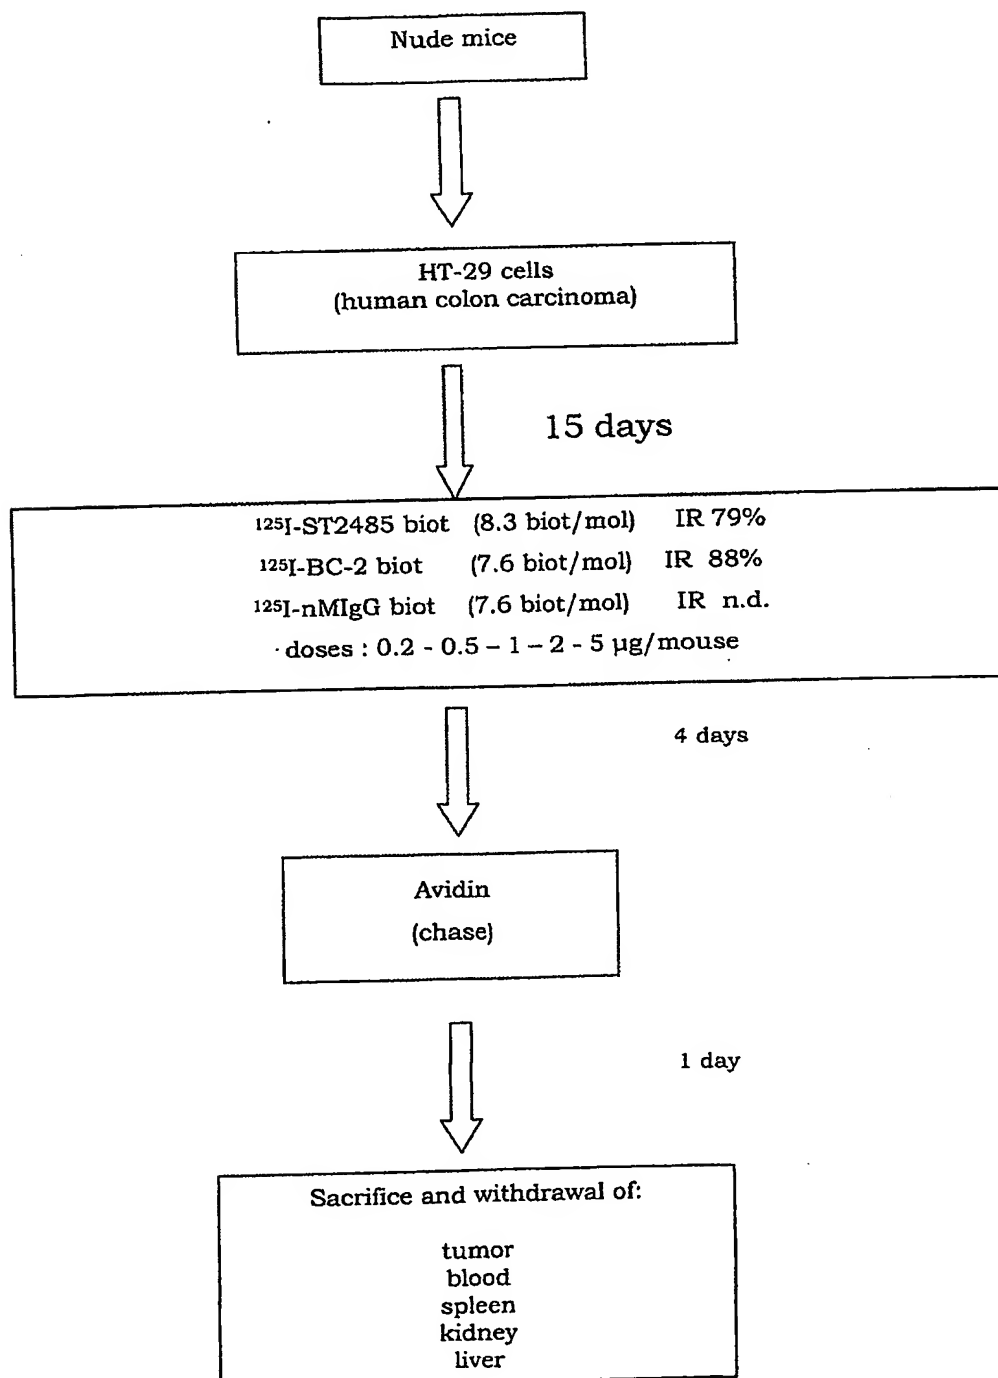 Nude mice
HT-29 cells
(human colon carcinoma)
15 days
¹²⁵I-ST2485 biot (8.3 biot/mol) IR 79%
¹²⁵I-BC-2 biot (7.6 biot/mol) IR 88%
¹²⁵I-nMIgG biot (7.6 biot/mol) IR n.d.
doses : 0.2 - 0.5 – 1 – 2 - 5 µg/mouse
4 days
Avidin
(chase)
1 day
Sacrifice and withdrawal of:
tumor
blood
spleen
kidney
liver